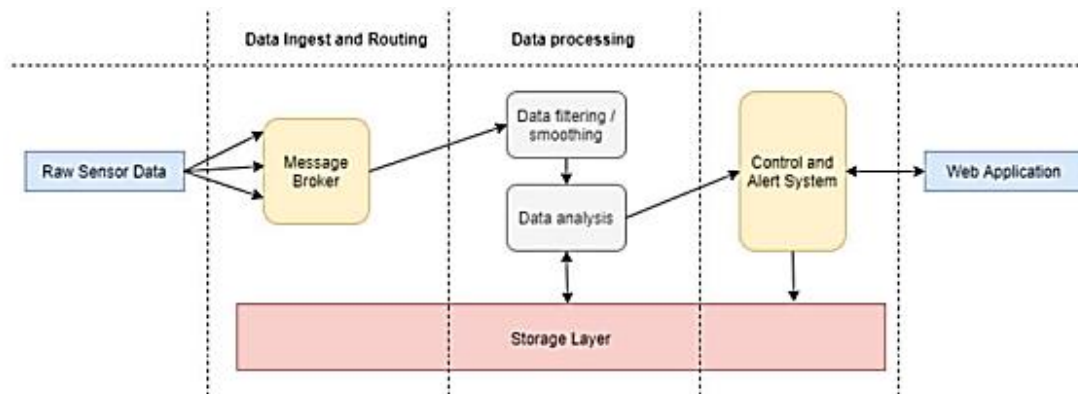 Data Ingest and Routing
Data processing
Raw Sensor Data
Message
Broker
Data filtering /
smoothing
Data analysis
Control and
Alert System
Web Application
Storage Layer